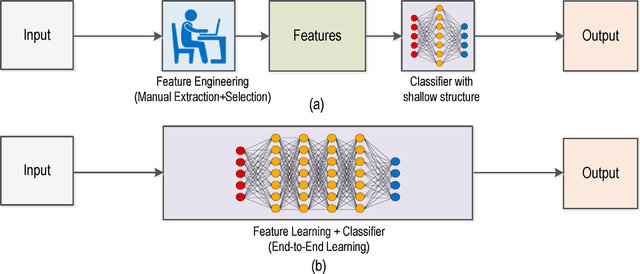 Input
Feature Engineering
(Manual Extraction+Selection)
Features
Classifier with
shallow structure
Output
(a)
Input
Feature Learning + Classifier
(End-to-End Learning)
Output
(b)